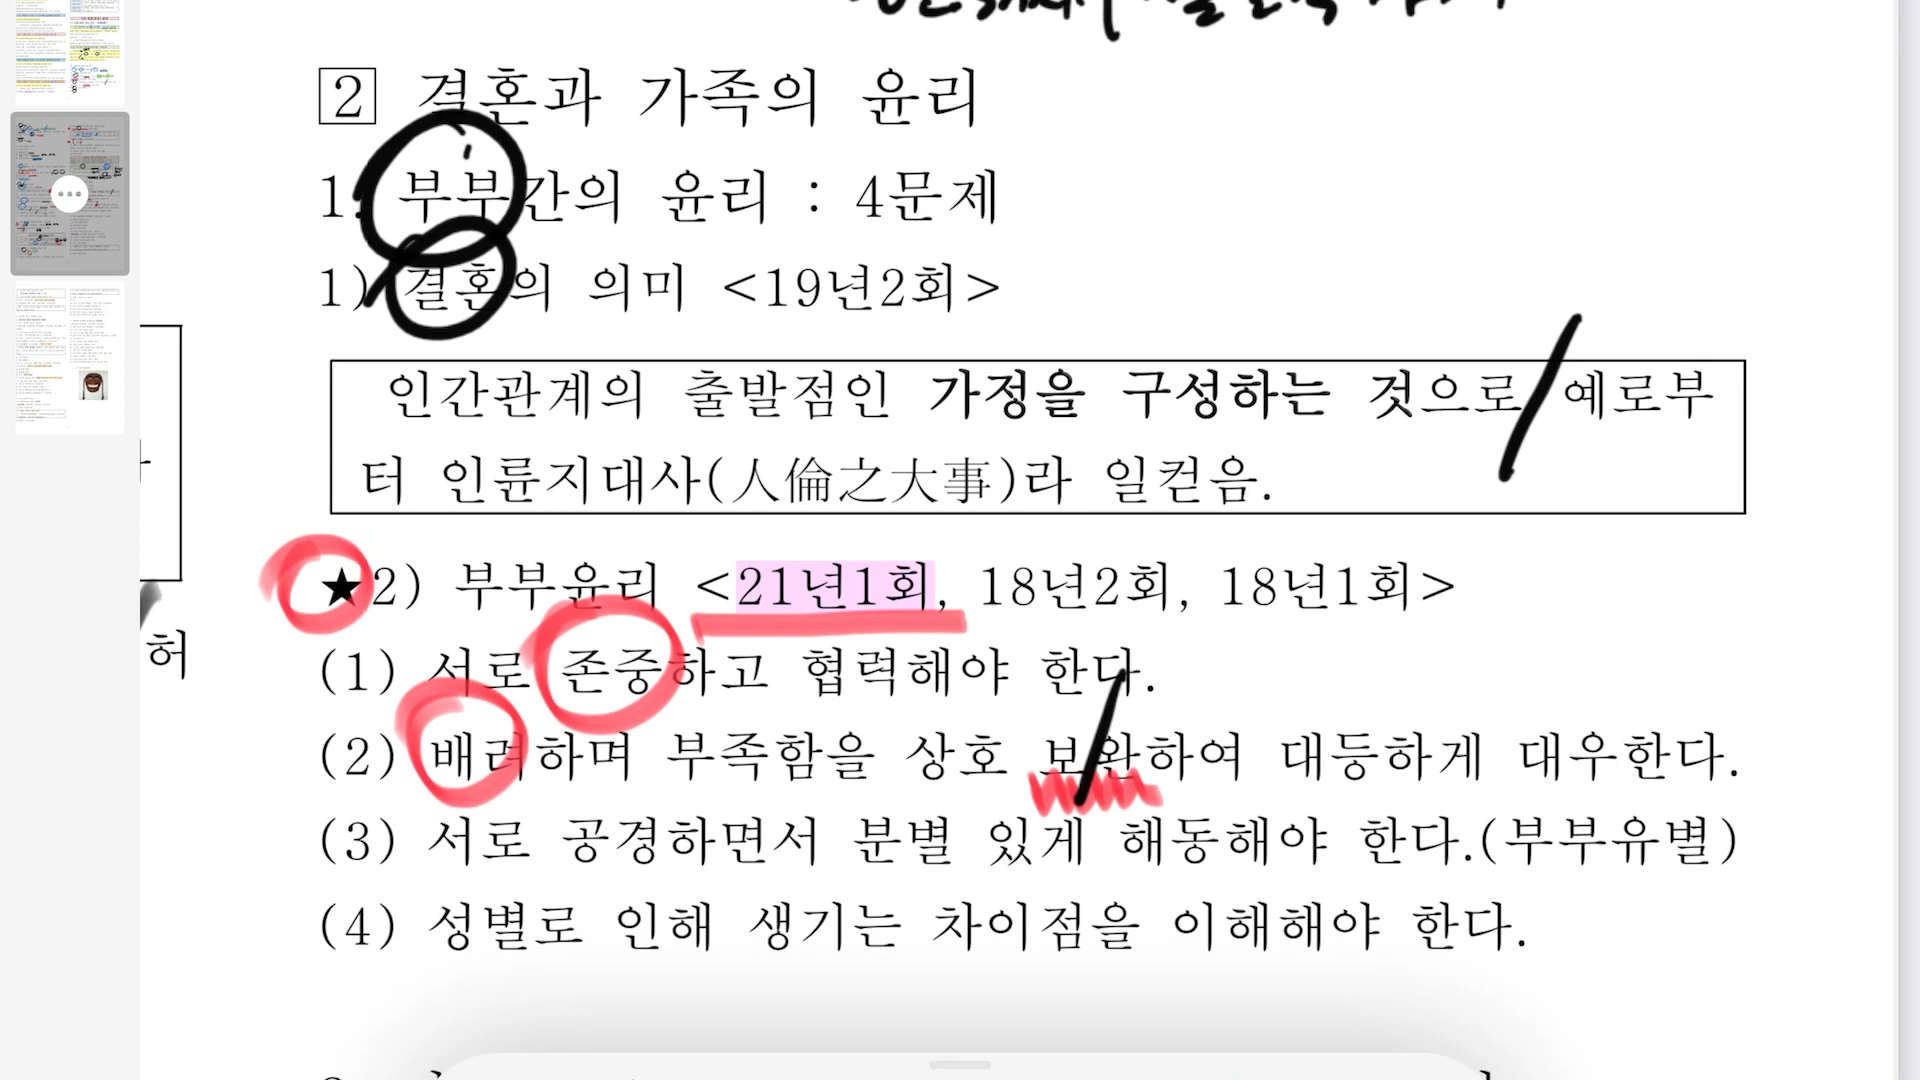 2 결혼과 가족의 윤리
1. 부부간의 윤리 : 4문제
1) 결혼의 의미 <19년2회>
인간관계의 출발점인 가정을 구성하는 것으로 예로부
터 인륜지대사(人倫之大事)라 일컫음.
★2) 부부윤리 <21년1회, 18년2회, 18년1회>
(1) 서로 존중하고 협력해야 한다.
허
(2) 배려하며 부족함을 상호 보완하여 대등하게 대우한다.
(3) 서로 공경하면서 분별 있게 해동해야 한다.(부부유별)
(4) 성별로 인해 생기는 차이점을 이해해야 한다.